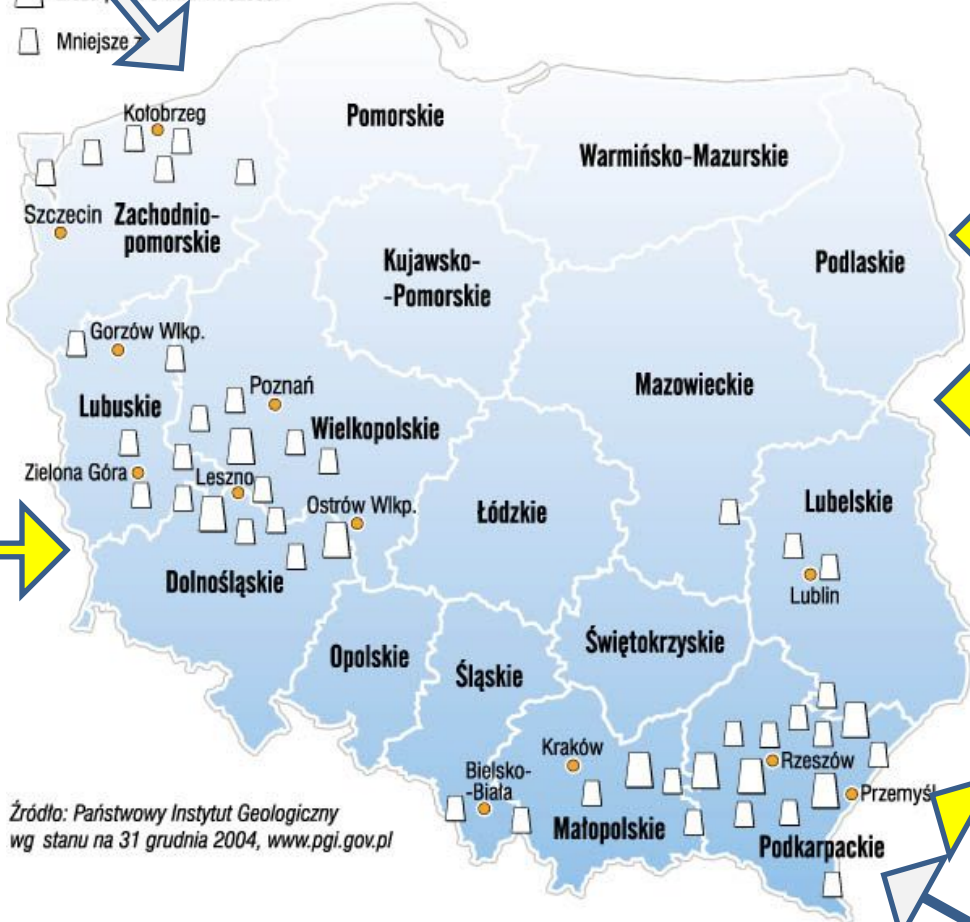 Mniejsze
Kołobrzeg
Pomorskie
Warmińsko-Mazurskie
Szczecin
Zachodnio-
pomorskie
Kujawsko-
-Pomorskie
Podlaskie
Gorzów Wlkp.
Poznań
Mazowieckie
Lubuskie
Wielkopolskie
Zielona Góra
Leszno
Ostrów Wlkp.
Łódzkie
Lubelskie
Dolnośląskie
Lublin
Opolskie
Śląskie
Świętokrzyskie
Kraków
Rzeszów
Bielsko-
-Biała
Przemyśl
Małopolskie
Podkarpackie
Źródło: Państwowy Instytut Geologiczny
wg stanu na 31 grudnia 2004, www.pgi.gov.pl